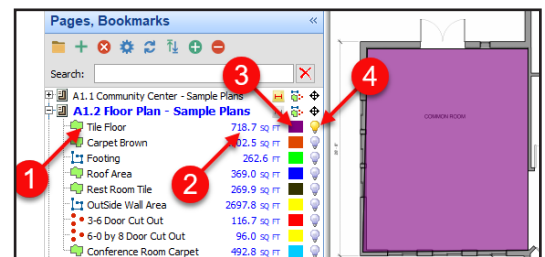 Pages, Bookmarks «
Search:
A1.1 Community Center - Sample Plans
A1.2 Floor Plan - Sample Plans
Tile Floor 718.7 SQ FT
Carpet Brown 02.5 SQ FT
Footing 262.6 FT
Roof Area 369.0 SQ FT
Rest Room Tile 269.9 SQ FT
OutSide Wall Area 2697.8 SQ FT
3-6 Door Cut Out 116.7 SQ FT
6-0 by 8 Door Cut Out 96.0 SQ FT
Conference Room Carpet 492.8 SQ FT
1
2
3
4
COMMON ROOM